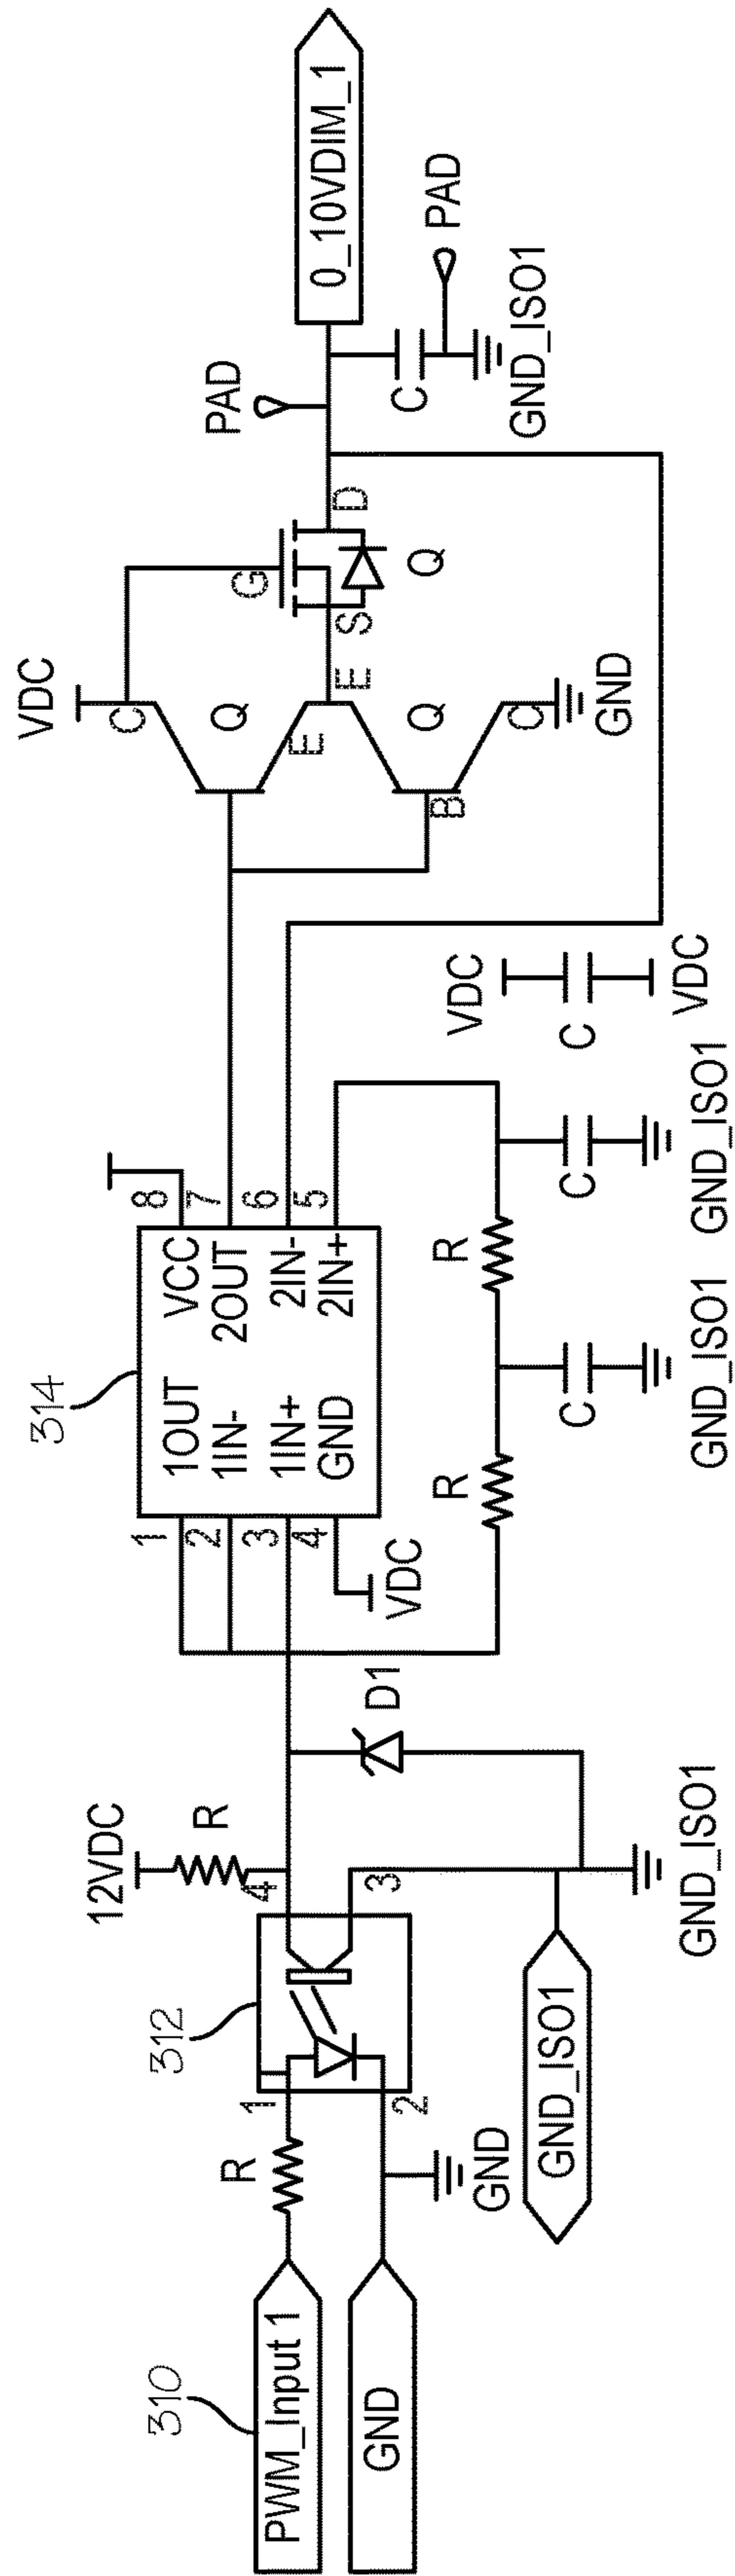 310
PWM_Input 1
GND
R
1
2
GND
312
12VDC
R
4
3
GND_ISO1
GND_ISO1
D1
314
1
2
3
4
1OUT
1IN-
1IN+
GND
VCC
2OUT
2IN-
2IN+
8
7
6
5
VDC
R
R
C
GND_ISO1
C
GND_ISO1
VDC
C
VDC
VDC
C
Q
E
E
B
Q
C
GND
G
S
D
Q
PAD
C
PAD
GND_ISO1
0_10VDIM_1